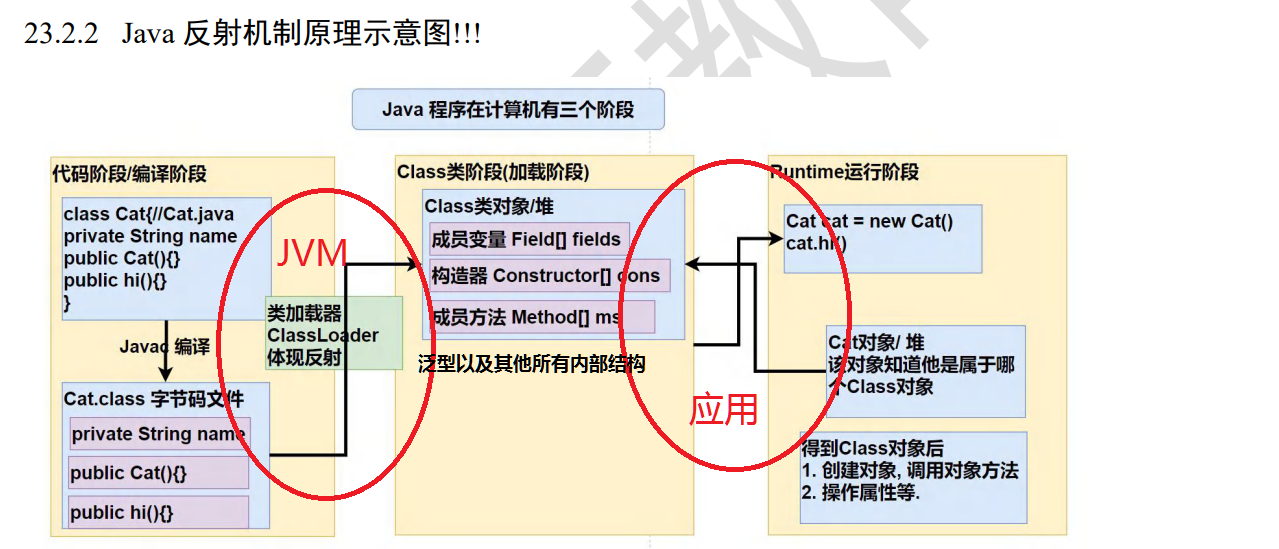 23.2.2 Java 反射机制原理示意图!!!
Java 程序在计算机有三个阶段
代码阶段/编译阶段
class Cat{//Cat.java
private String name
public Cat(){}
public hi(){}
}
Javac 编译
Cat.class 字节码文件
private String name
public Cat(){}
public hi(){}
JVM
类加载器
ClassLoader
体现反射
Class类阶段(加载阶段)
Class类对象/堆
成员变量 Field[] fields
构造器 Constructor[] cons
成员方法 Method[] ms
泛型以及其他所有内部结构
应用
Runtime运行阶段
Cat cat = new Cat()
cat.hi()
Cat对象/ 堆
该对象知道他是属于哪
个Class对象
得到Class对象后
1. 创建对象, 调用对象方法
2. 操作属性等.